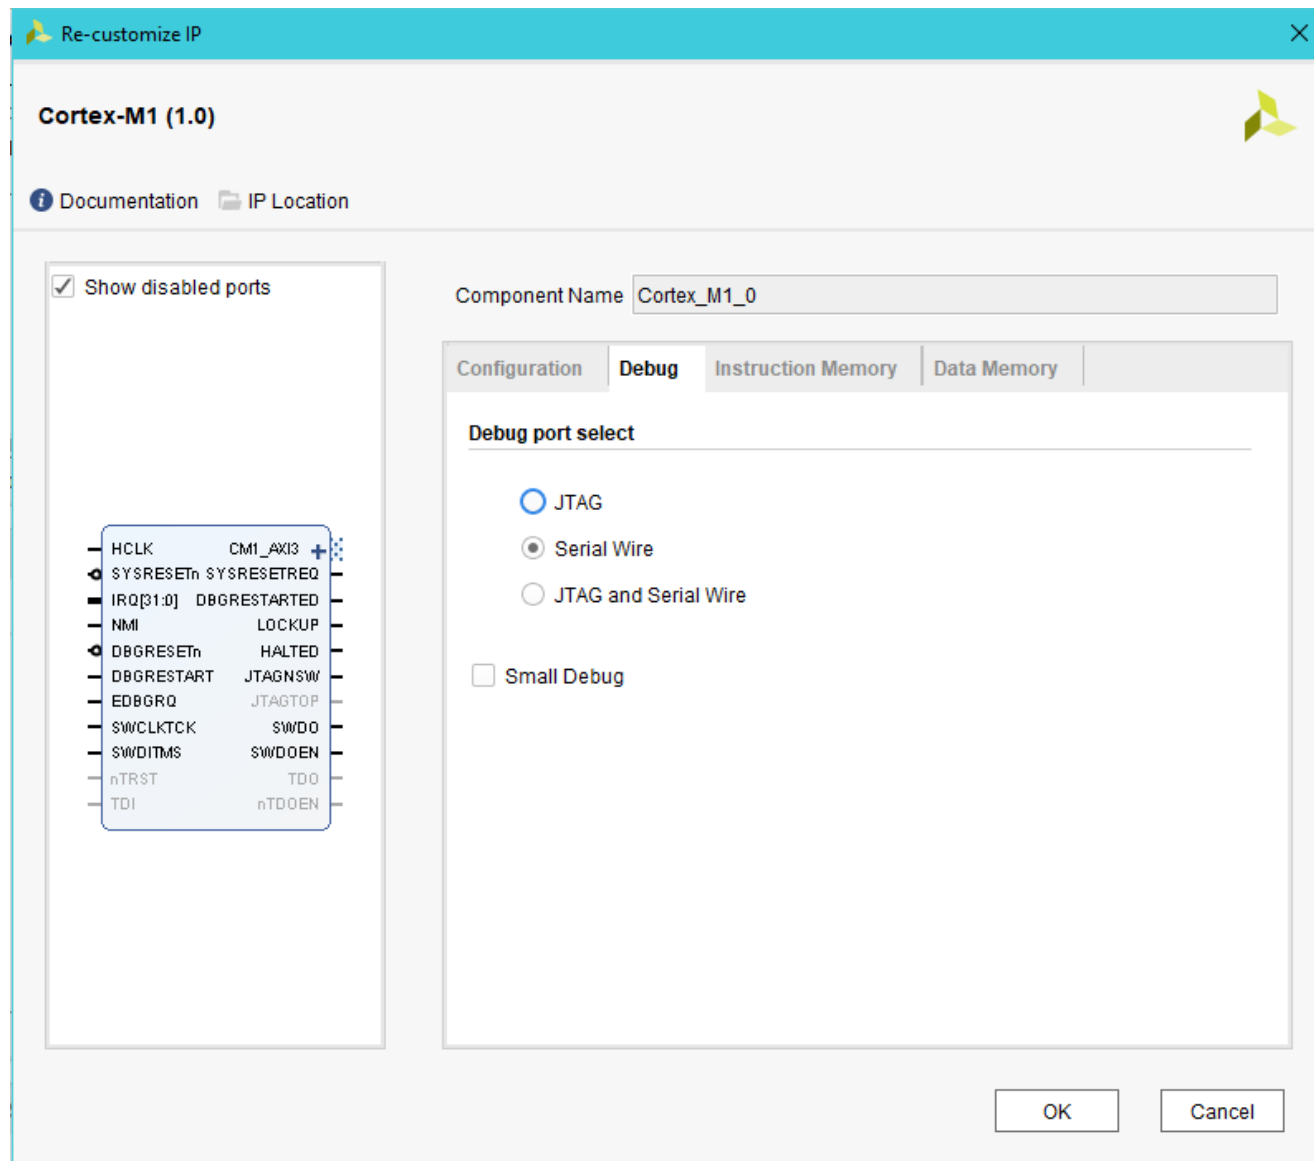 Re-customize IP
Cortex-M1 (1.0)
Documentation IP Location
Show disabled ports
Component Name Cortex_M1_0
Configuration Debug Instruction Memory Data Memory
Debug port select
JTAG
Serial Wire
JTAG and Serial Wire
Small Debug
HCLK CM1_AXI3
SYSRESETn SYSRESETREQ
IRQ[31:0] DBGRESTARTED
NMI LOCKUP
DBGRESETn HALTED
DBGRESTART JTAGNSW
EDBGRQ JTAGTOP
SWCLKTCK SWDO
SWDITMS SWDOEN
nTRST TDO
TDI nTDOEN
OK Cancel